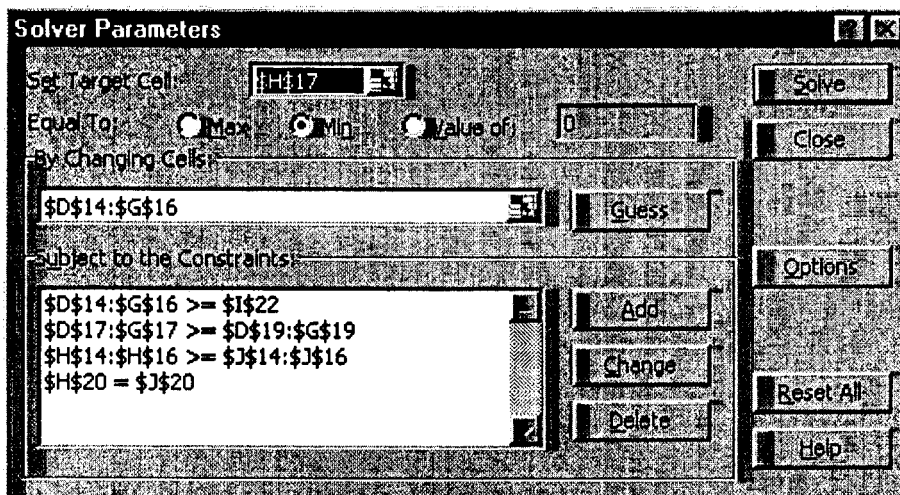 Solver Parameters
Set Target Cell: $H$17
Equal To: Max Min Value of: 0
By Changing Cells:
$D$14:$G$16
Guess
Subject to the Constraints:
$D$14:$G$16 >= $I$22
$D$17:$G$17 >= $D$19:$G$19
$H$14:$H$16 >= $J$14:$J$16
$H$20 = $J$20
Add
Change
Delete
Solve
Close
Options
Reset All
Help